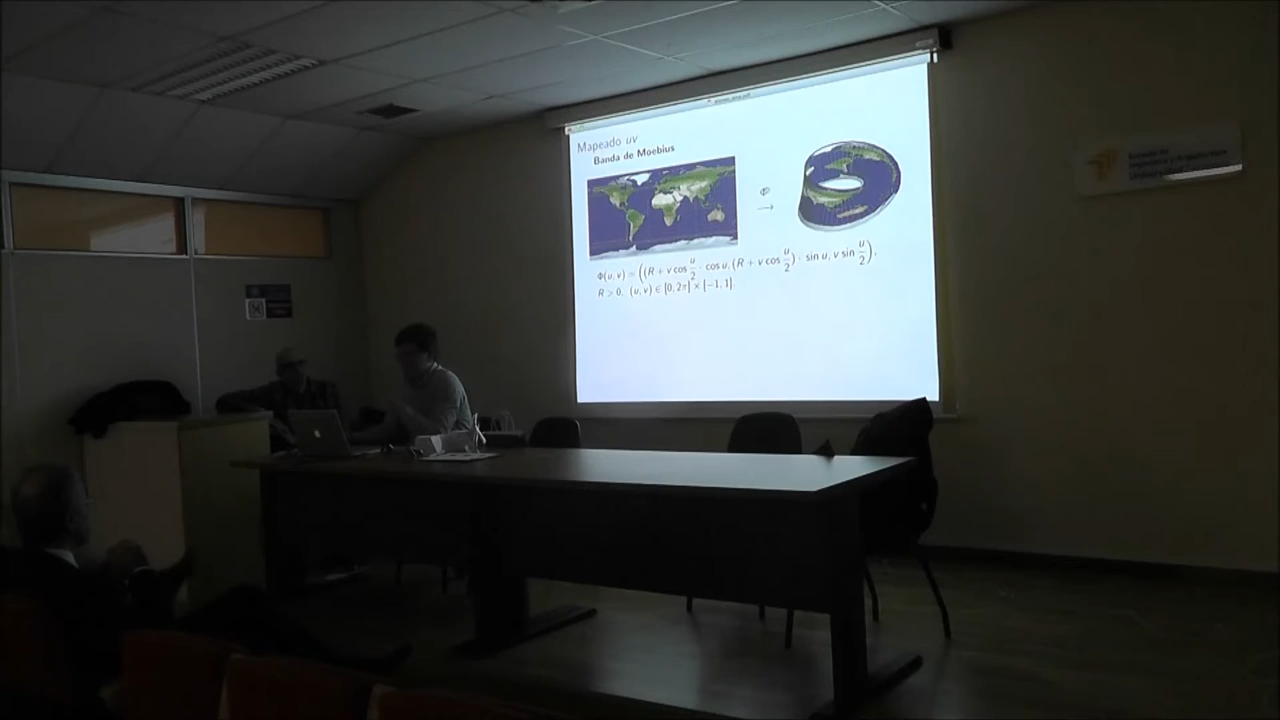 Mapeado uv
Banda de Moebius
Φ
→
Φ(u, v) = ((R + v cos u/2) · cos u, (R + v cos u/2) · sin u, v sin u/2),
R > 0, (u, v) ∈ [0, 2π] × [−1, 1].